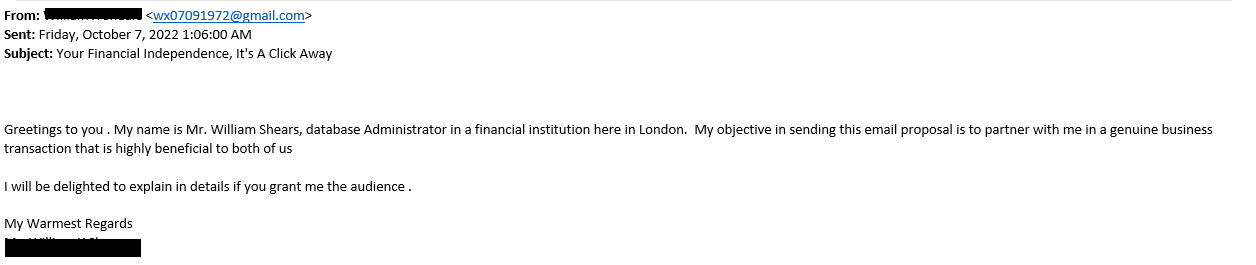 From: <wx07091972@gmail.com>
Sent: Friday, October 7, 2022 1:06:00 AM
Subject: Your Financial Independence, It's A Click Away
Greetings to you . My name is Mr. William Shears, database Administrator in a financial institution here in London.  My objective in sending this email proposal is to partner with me in a genuine business
transaction that is highly beneficial to both of us
I will be delighted to explain in details if you grant me the audience .
My Warmest Regards